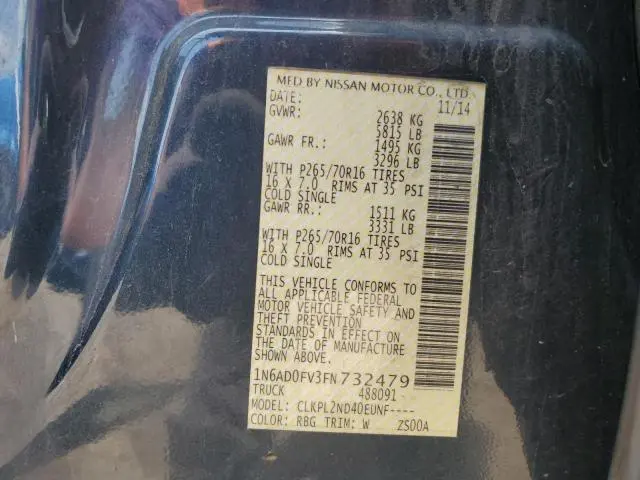 MFD BY NISSAN MOTOR CO., LTD.
DATE: 11/14
GVWR: 2638 KG
5815 LB
GAWR FR.: 1495 KG
3296 LB
WITH P265/70R16 TIRES
16 X 7.0 RIMS AT 35 PSI
COLD SINGLE
GAWR RR.: 1511 KG
3331 LB
WITH P265/70R16 TIRES
16 X 7.0 RIMS AT 35 PSI
COLD SINGLE
THIS VEHICLE CONFORMS TO
ALL APPLICABLE FEDERAL
MOTOR VEHICLE SAFETY AND
THEFT PREVENTION
STANDARDS IN EFFECT ON
THE DATE OF MANUFACTURE
SHOWN ABOVE.
1N6AD0FV3FN732479
TRUCK 488091
MODEL: CLKPL2ND40EUNF----
COLOR: RBG TRIM: W ZS00A